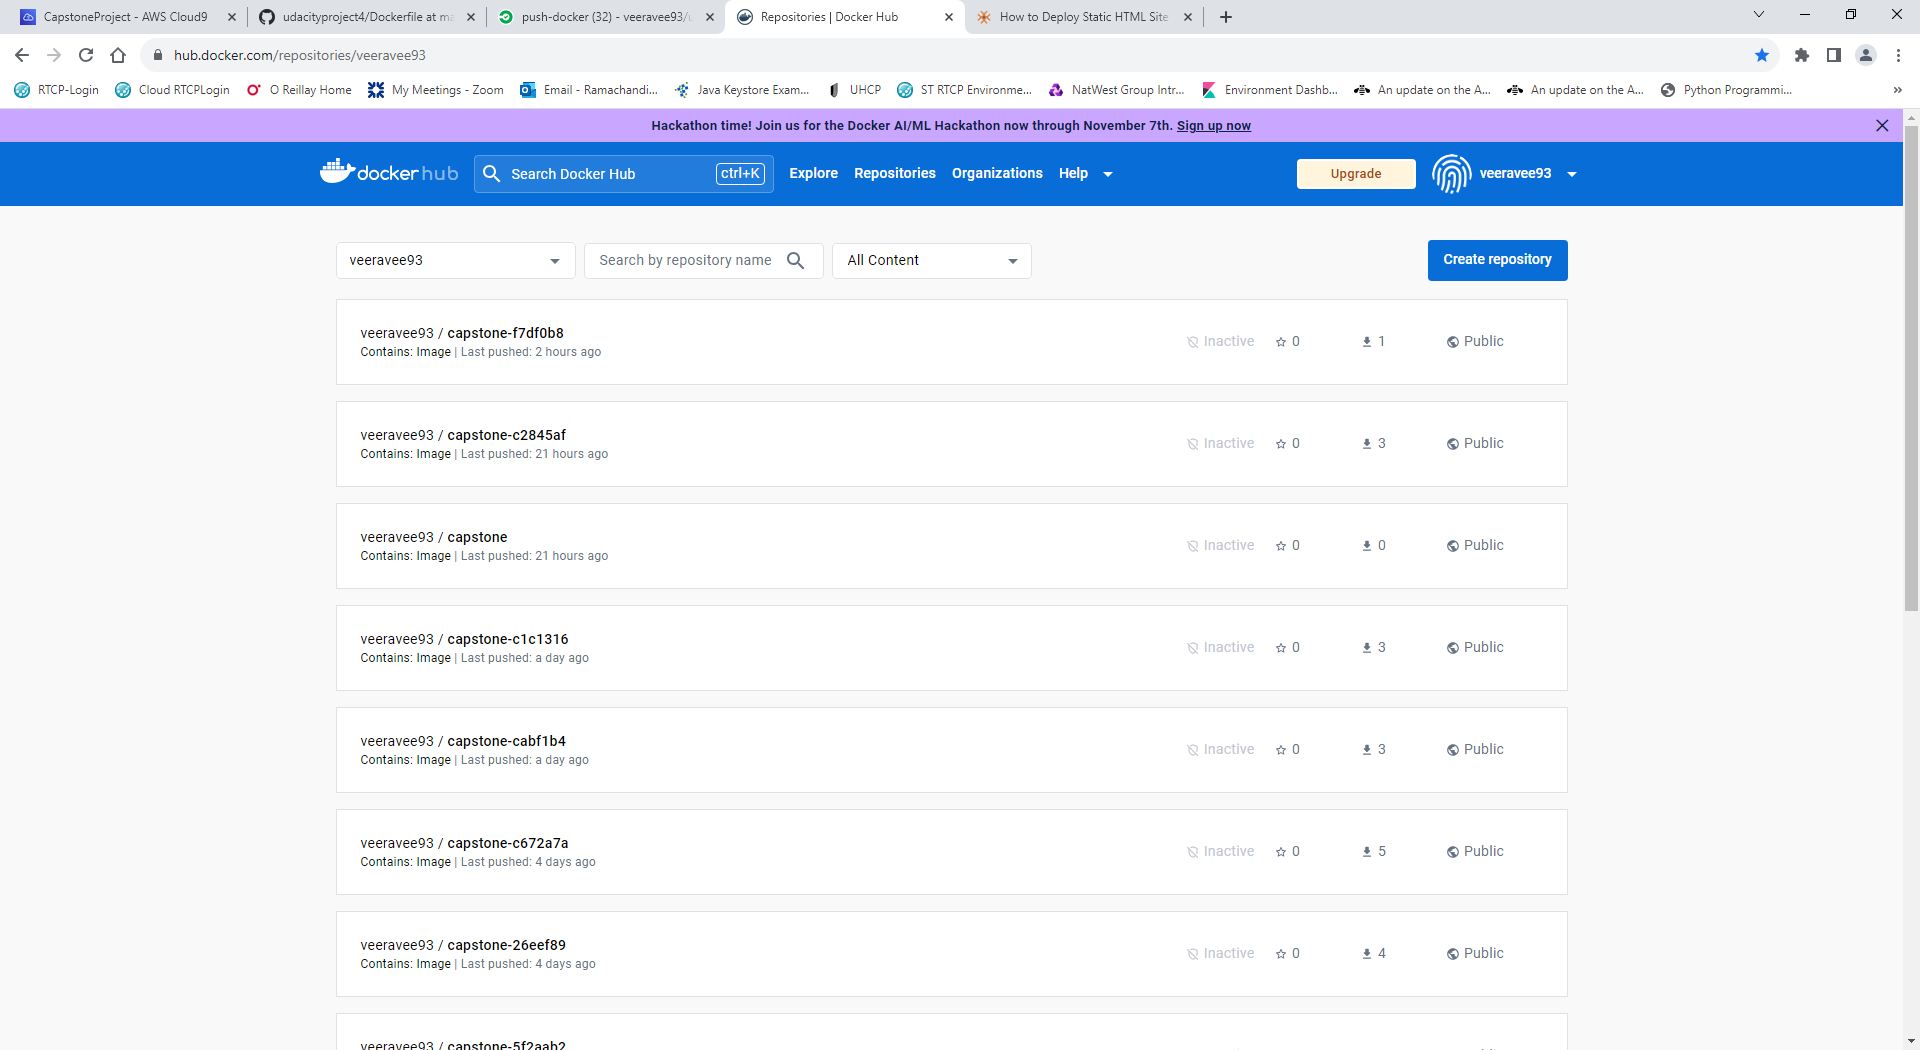 CapstoneProject - AWS Cloud9
udacityproject4/Dockerfile at ma
push-docker (32) - veeravee93/u
Repositories | Docker Hub
How to Deploy Static HTML Site
hub.docker.com/repositories/veeravee93
RTCP-Login
Cloud RTCPLogin
O Reillay Home
My Meetings - Zoom
Email - Ramachandi...
Java Keystore Exam...
UHCP
ST RTCP Environme...
NatWest Group Intr...
Environment Dashb...
An update on the A...
An update on the A...
Python Programmi...
Hackathon time! Join us for the Docker AI/ML Hackathon now through November 7th. Sign up now
docker hub
Search Docker Hub
ctrl+K
Explore
Repositories
Organizations
Help
Upgrade
veeravee93
veeravee93
Search by repository name
All Content
Create repository
veeravee93 / capstone-f7df0b8
Contains: Image | Last pushed: 2 hours ago
Inactive
0
1
Public
veeravee93 / capstone-c2845af
Contains: Image | Last pushed: 21 hours ago
Inactive
0
3
Public
veeravee93 / capstone
Contains: Image | Last pushed: 21 hours ago
Inactive
0
0
Public
veeravee93 / capstone-c1c1316
Contains: Image | Last pushed: a day ago
Inactive
0
3
Public
veeravee93 / capstone-cabf1b4
Contains: Image | Last pushed: a day ago
Inactive
0
3
Public
veeravee93 / capstone-c672a7a
Contains: Image | Last pushed: 4 days ago
Inactive
0
5
Public
veeravee93 / capstone-26eef89
Contains: Image | Last pushed: 4 days ago
Inactive
0
4
Public
veeravee93 / capstone-5f2aab2